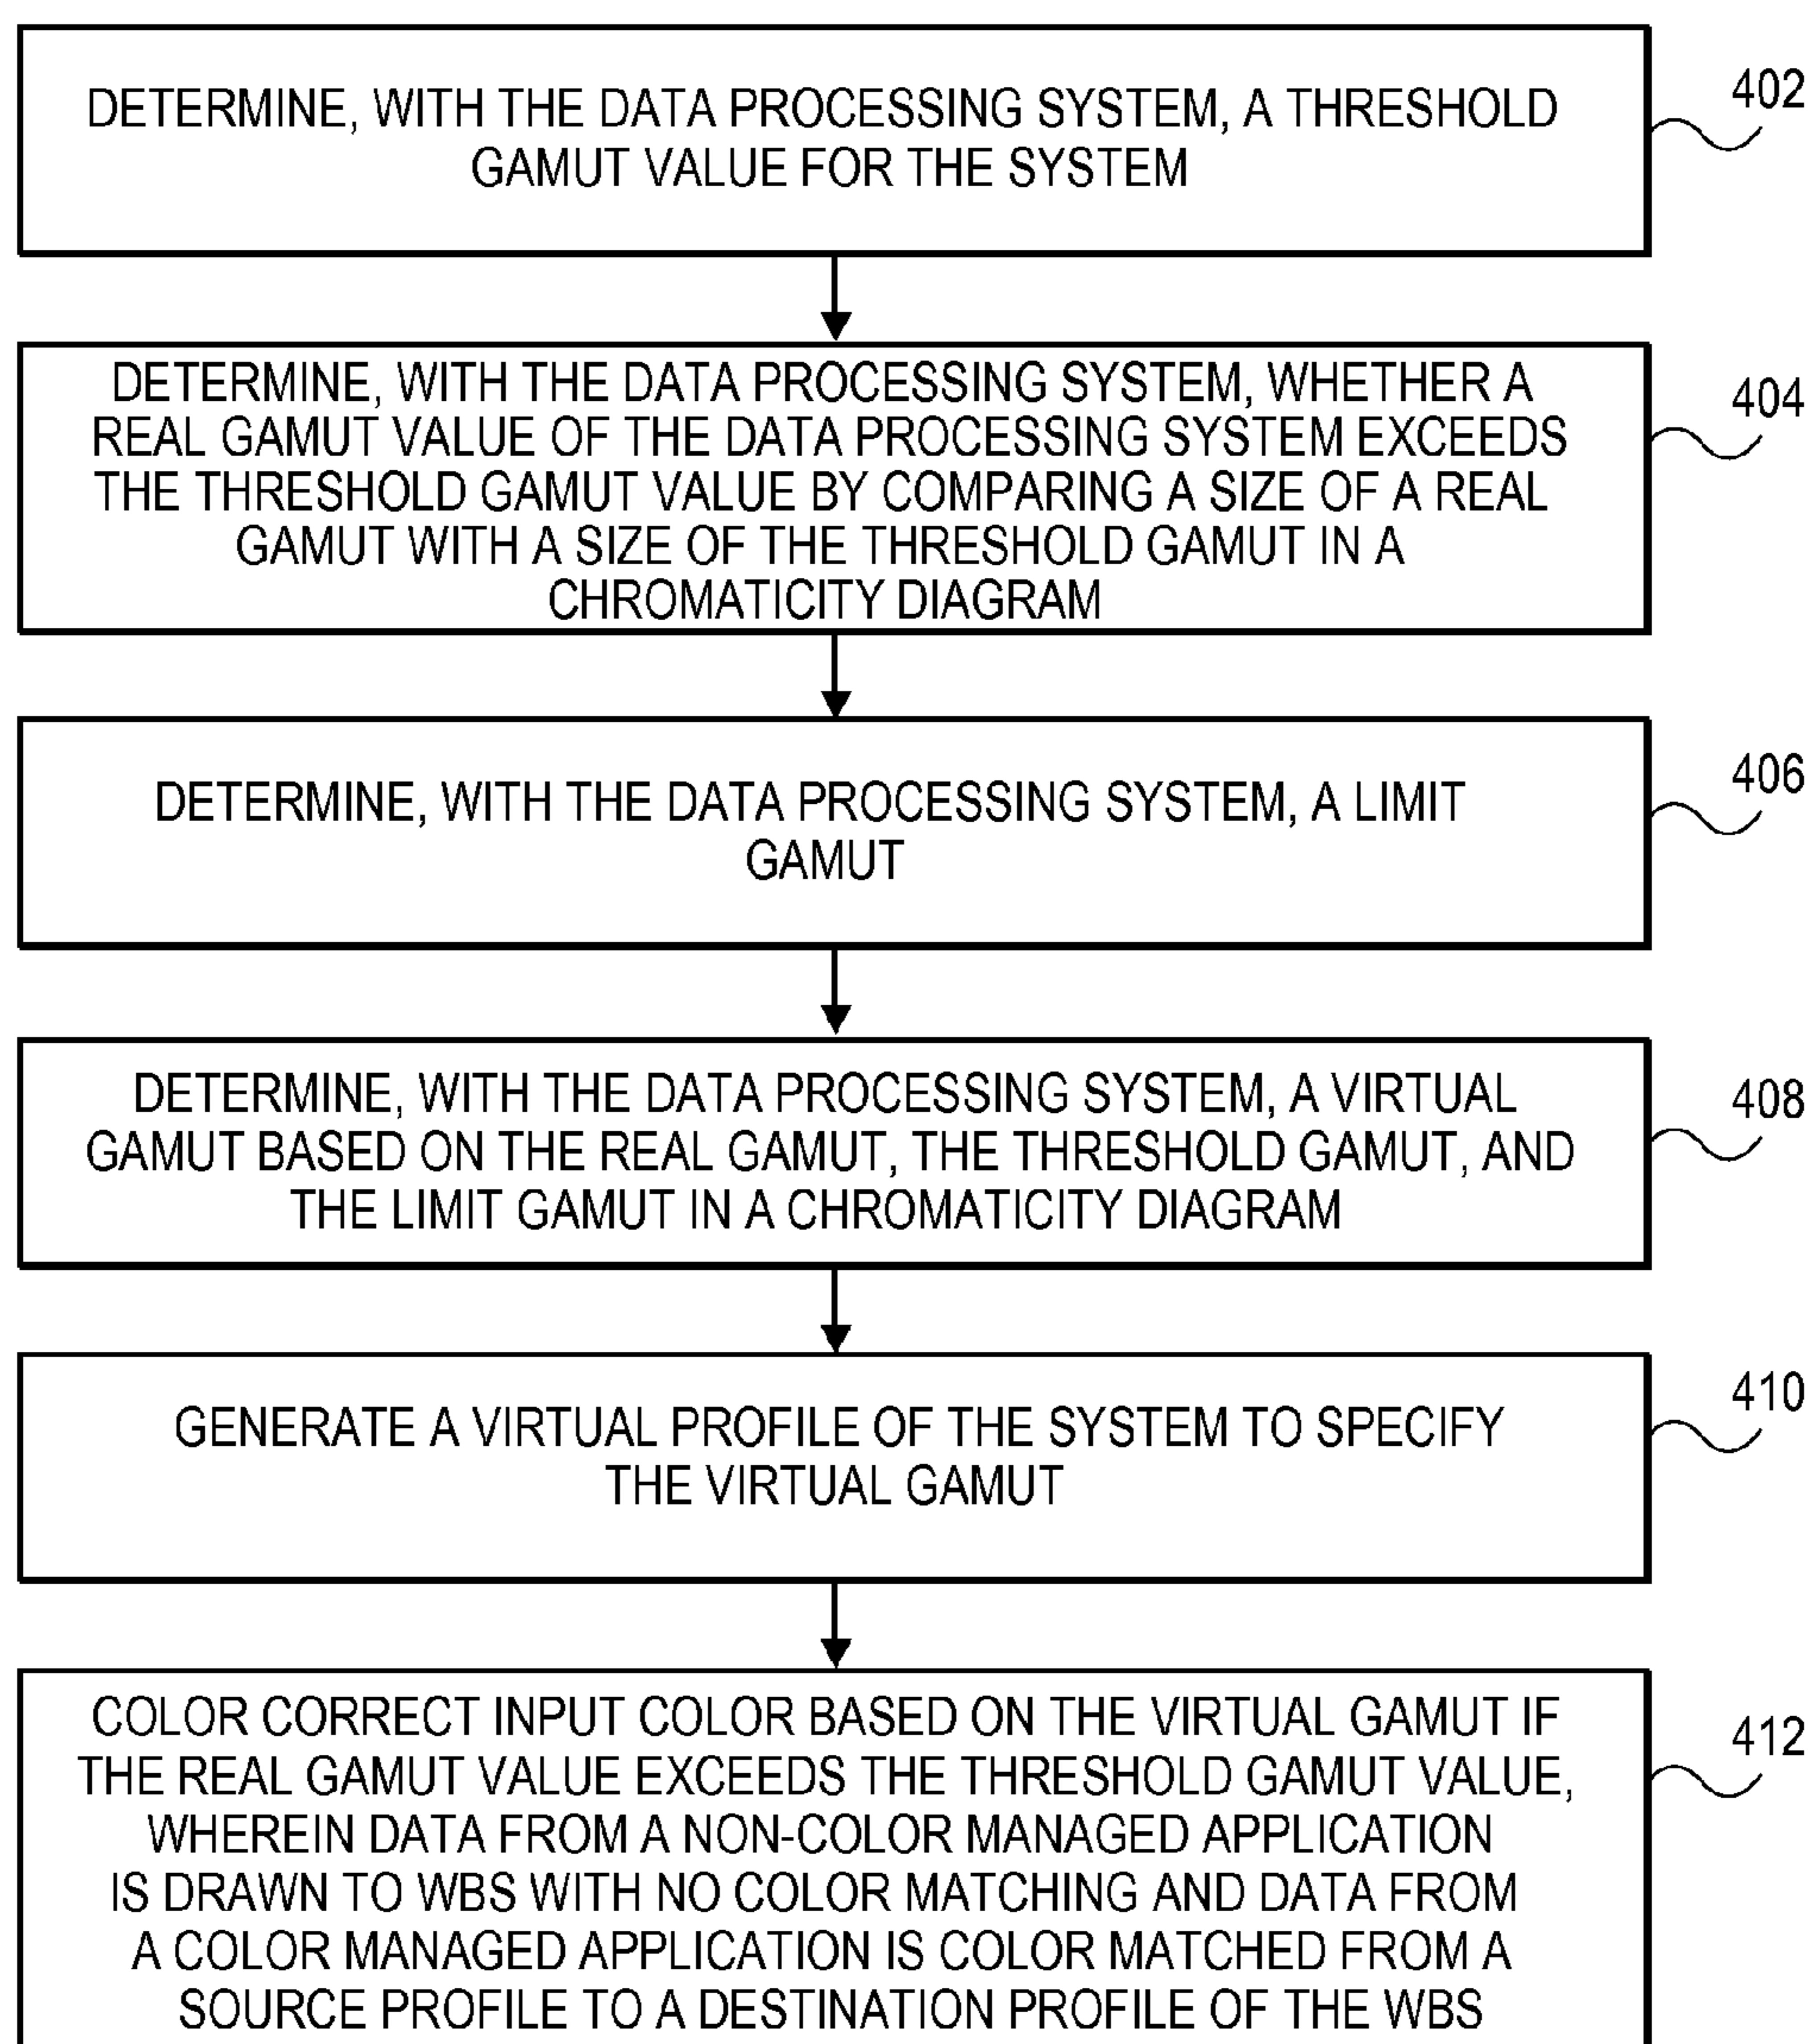 DETERMINE, WITH THE DATA PROCESSING SYSTEM, A THRESHOLD
GAMUT VALUE FOR THE SYSTEM
402
DETERMINE, WITH THE DATA PROCESSING SYSTEM, WHETHER A
REAL GAMUT VALUE OF THE DATA PROCESSING SYSTEM EXCEEDS
THE THRESHOLD GAMUT VALUE BY COMPARING A SIZE OF A REAL
GAMUT WITH A SIZE OF THE THRESHOLD GAMUT IN A
CHROMATICITY DIAGRAM
404
DETERMINE, WITH THE DATA PROCESSING SYSTEM, A LIMIT
GAMUT
406
DETERMINE, WITH THE DATA PROCESSING SYSTEM, A VIRTUAL
GAMUT BASED ON THE REAL GAMUT, THE THRESHOLD GAMUT, AND
THE LIMIT GAMUT IN A CHROMATICITY DIAGRAM
408
GENERATE A VIRTUAL PROFILE OF THE SYSTEM TO SPECIFY
THE VIRTUAL GAMUT
410
COLOR CORRECT INPUT COLOR BASED ON THE VIRTUAL GAMUT IF
THE REAL GAMUT VALUE EXCEEDS THE THRESHOLD GAMUT VALUE,
WHEREIN DATA FROM A NON-COLOR MANAGED APPLICATION
IS DRAWN TO WBS WITH NO COLOR MATCHING AND DATA FROM
A COLOR MANAGED APPLICATION IS COLOR MATCHED FROM A
SOURCE PROFILE TO A DESTINATION PROFILE OF THE WBS
412